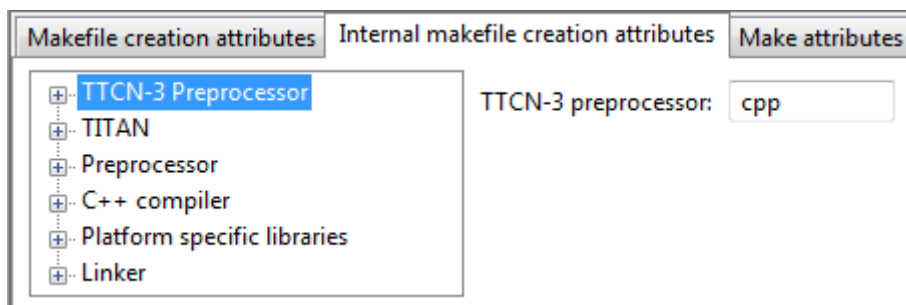 Makefile creation attributes Internal makefile creation attributes Make attributes
TTCN-3 Preprocessor
TITAN
Preprocessor
C++ compiler
Platform specific libraries
Linker
TTCN-3 preprocessor: cpp